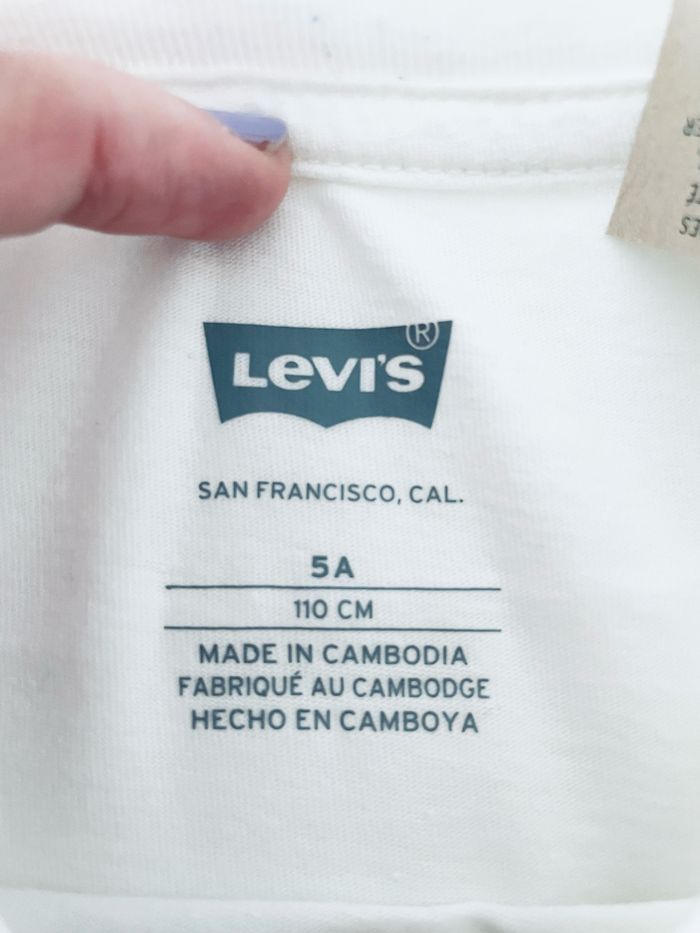 LEVI'S®
SAN FRANCISCO, CAL.
5A
110 CM
MADE IN CAMBODIA
FABRIQUÉ AU CAMBODGE
HECHO EN CAMBOYA